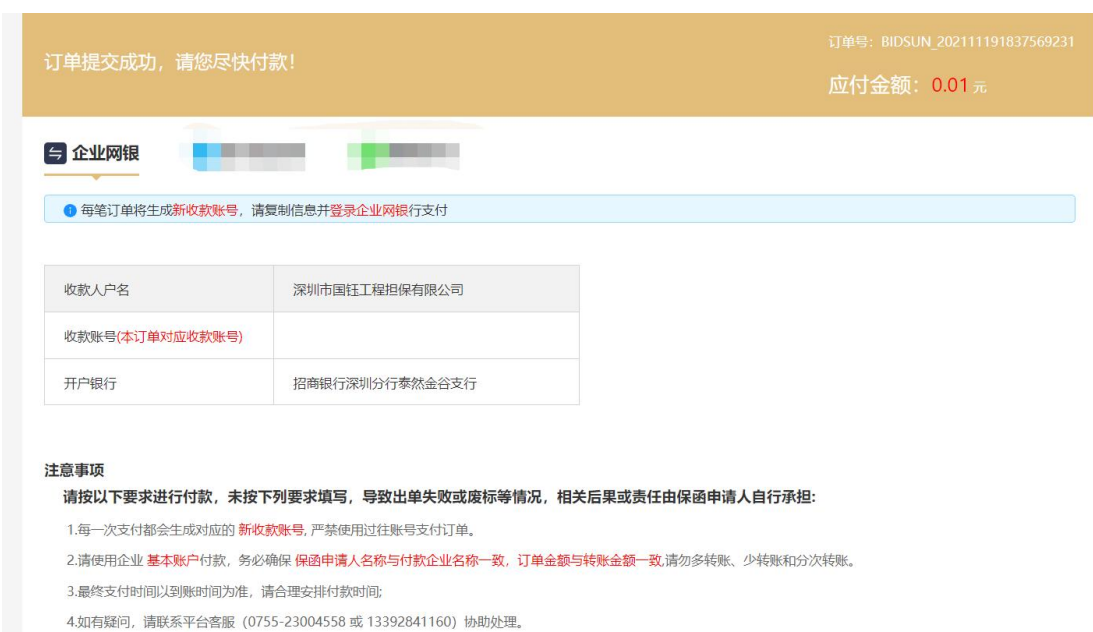 订单提交成功，请您尽快付款！
订单号：BIDSUN_202111191837569231
应付金额：0.01 元
企业网银
每笔订单将生成新收款账号，请复制信息并登录企业网银行支付
收款人户名 深圳市国钰工程担保有限公司
收款账号(本订单对应收款账号)
开户银行 招商银行深圳分行泰然金谷支行
注意事项
请按以下要求进行付款，未按下列要求填写，导致出单失败或废标等情况，相关后果或责任由保函申请人自行承担:
1.每一次支付都会生成对应的 新收款账号, 严禁使用过往账号支付订单。
2.请使用企业 基本账户付款，务必确保 保函申请人名称与付款企业名称一致，订单金额与转账金额一致,请勿多转账、少转账和分次转账。
3.最终支付时间以到账时间为准，请合理安排付款时间;
4.如有疑问，请联系平台客服（0755-23004558 或 13392841160）协助处理。